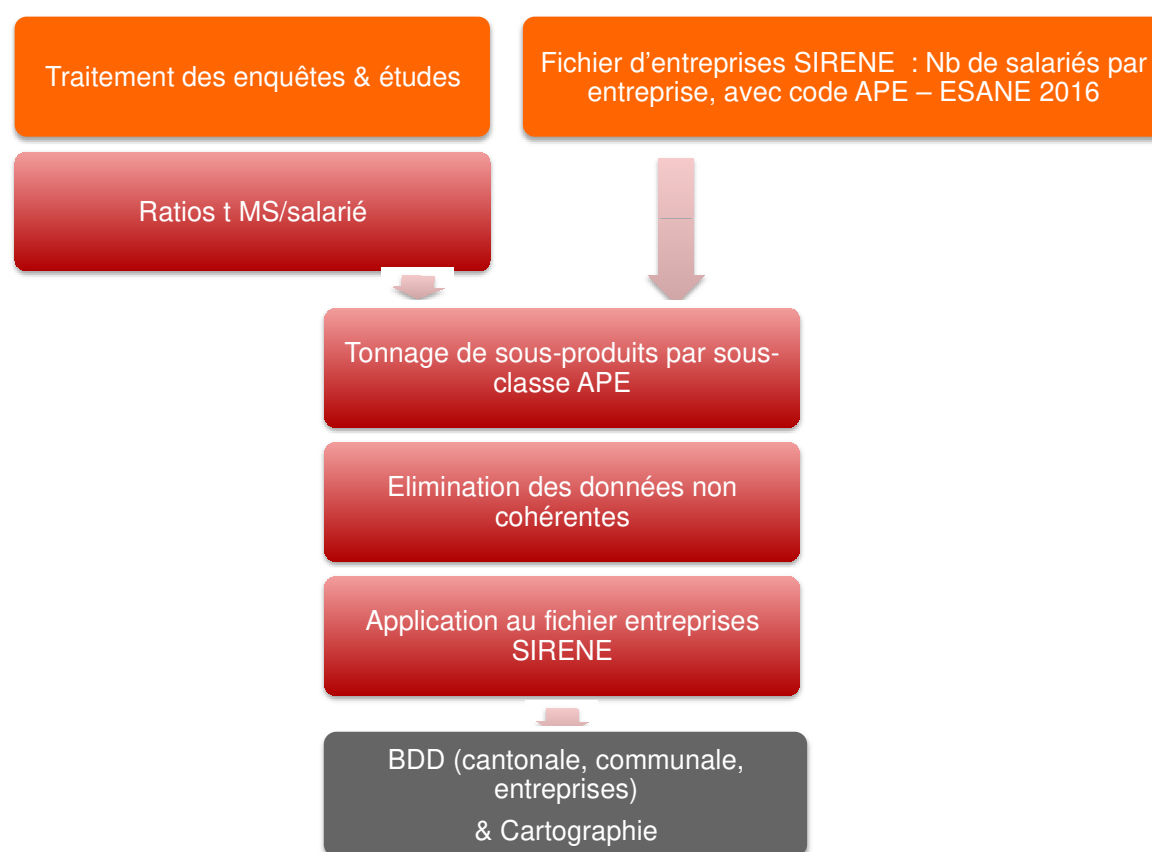 Traitement des enquêtes & études
Fichier d'entreprises SIRENE : Nb de salariés par
entreprise, avec code APE – ESANE 2016
Ratios t MS/salarié
Tonnage de sous-produits par sous-
classe APE
Elimination des données non
cohérentes
Application au fichier entreprises
SIRENE
BDD (cantonale, communale,
entreprises)
& Cartographie